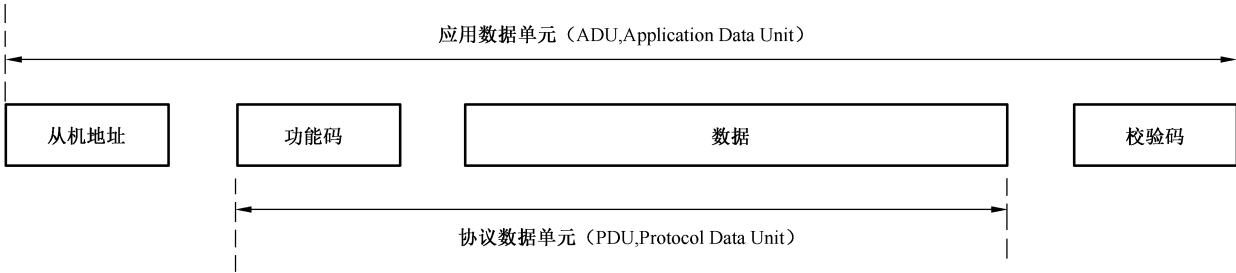 应用数据单元（ADU,Application Data Unit）
从机地址 功能码 数据 校验码
协议数据单元（PDU,Protocol Data Unit）